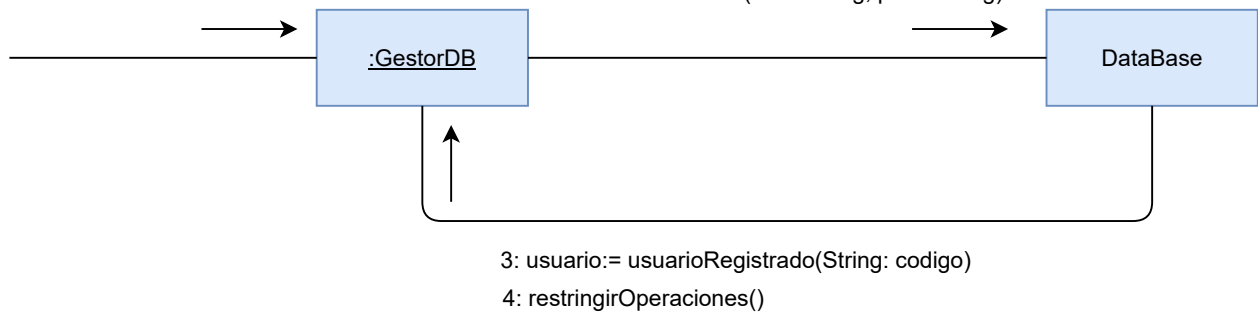 :GestorDB
DataBase
3: usuario:= usuarioRegistrado(String: codigo)
4: restringirOperaciones()